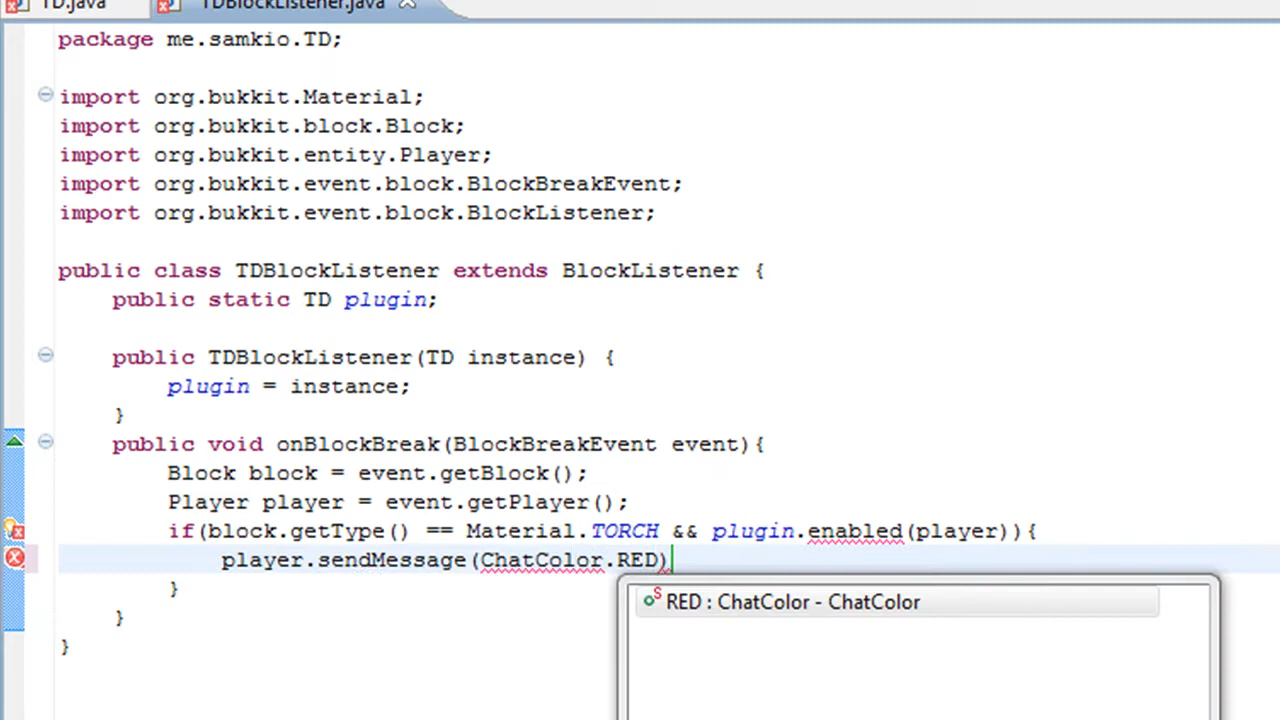 TD.java TDBlockListener.java
package me.samkio.TD;
import org.bukkit.Material;
import org.bukkit.block.Block;
import org.bukkit.entity.Player;
import org.bukkit.event.block.BlockBreakEvent;
import org.bukkit.event.block.BlockListener;
public class TDBlockListener extends BlockListener {
public static TD plugin;
public TDBlockListener(TD instance) {
plugin = instance;
}
public void onBlockBreak(BlockBreakEvent event){
Block block = event.getBlock();
Player player = event.getPlayer();
if(block.getType() == Material.TORCH && plugin.enabled(player)){
player.sendMessage(ChatColor.RED)
RED : ChatColor - ChatColor
}
}
}